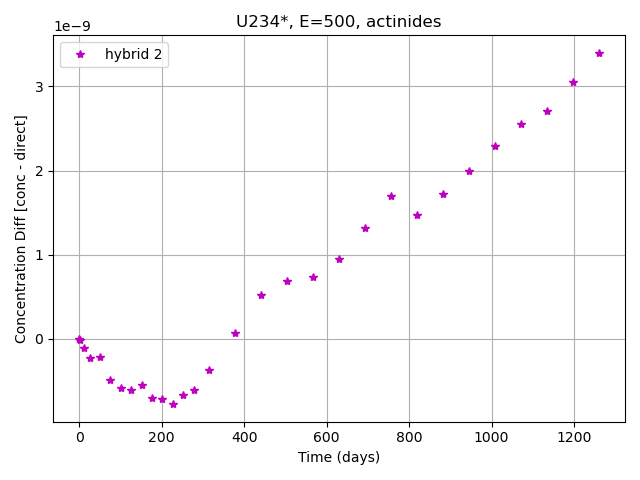 U234*, E=500, actinides
1e−9
hybrid 2
3
2
1
0
Concentration Diff [conc - direct]
0 200 400 600 800 1000 1200
Time (days)